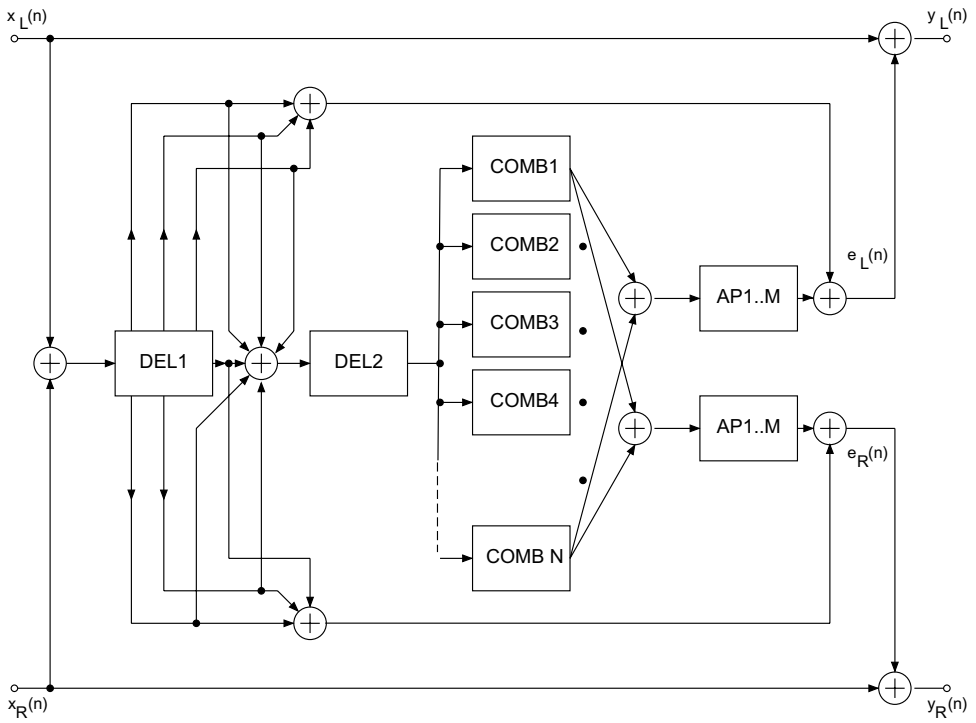 x L(n)
y L(n)
COMB1
COMB2
e L(n)
AP1..M
COMB3
DEL1
DEL2
COMB4
AP1..M
e R(n)
COMB N
x R(n)
y R(n)